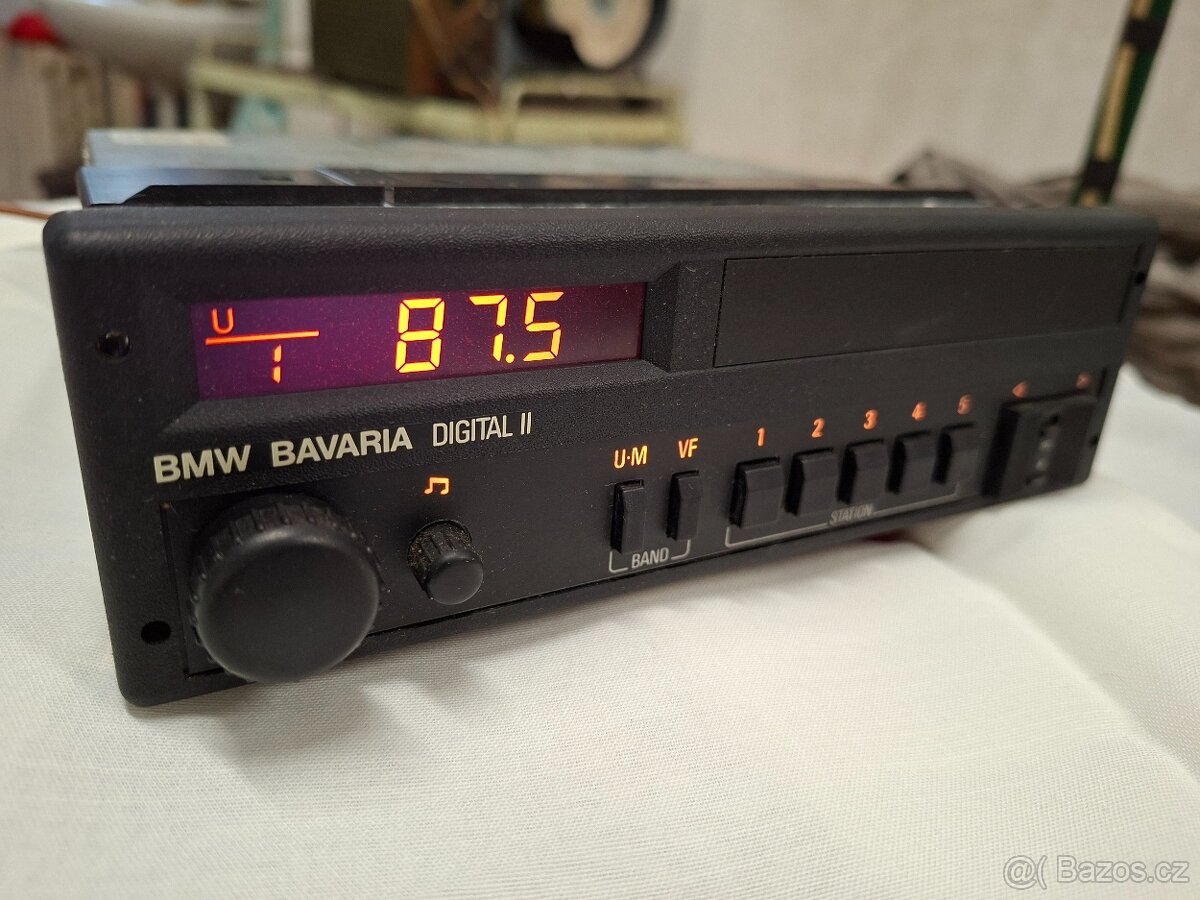 U
1 87.5
BMW BAVARIA DIGITAL II
U·M VF 1 2 3 4 5
BAND STATION
@( Bazos.cz